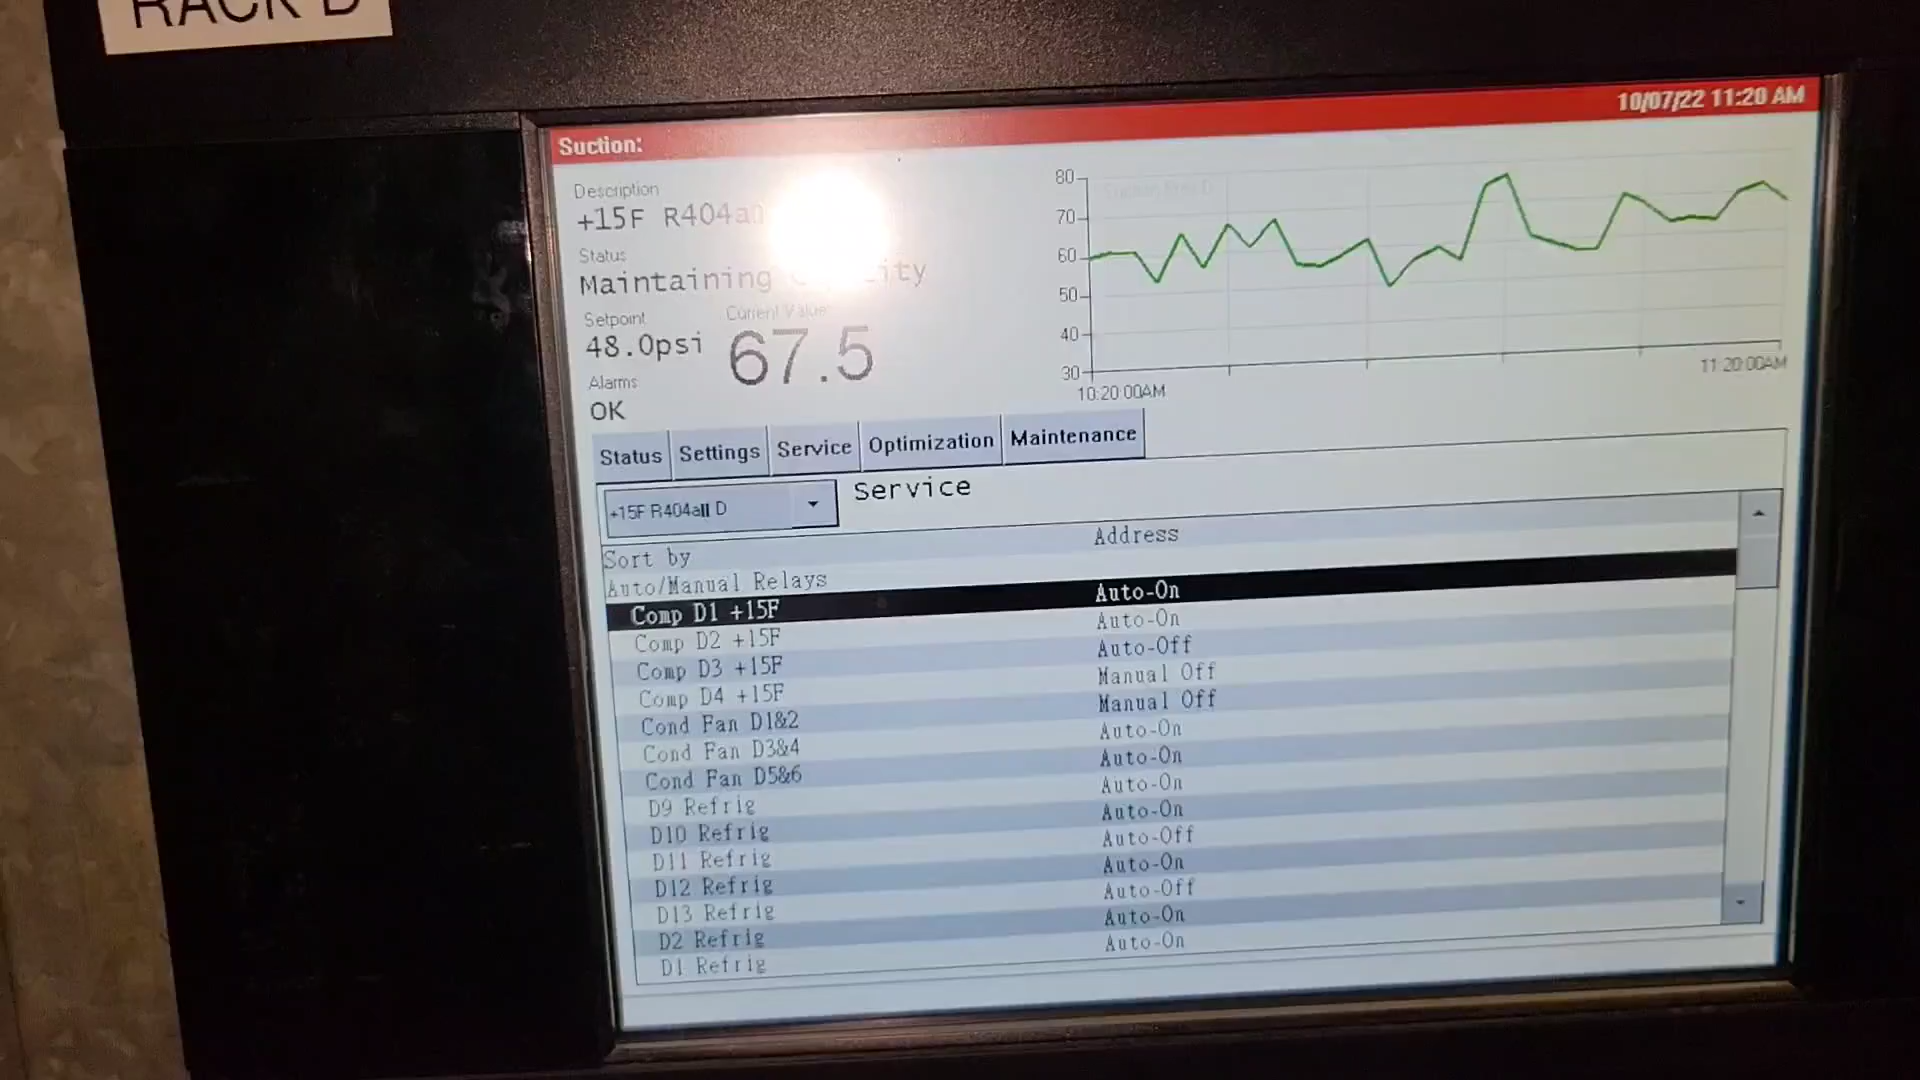 RACK D
10/07/22 11:20 AM
Suction:
Description
+15F
Status
Maintaining
Setpoint
Current Value
48.0psi 67.5
Alarms
OK
80
70
60
50
40
30
10:20:00AM
11:20:00AM
Status Settings Service Optimization Maintenance
+15F R404all D
Service
Sort by Address
Auto/Manual Relays
Comp D1 +15F Auto-On
Comp D2 +15F Auto-On
Comp D3 +15F Auto-Off
Comp D4 +15F Manual Off
Cond Fan D1&2 Manual Off
Cond Fan D3&4 Auto-On
Cond Fan D5&6 Auto-On
D9 Refrig Auto-On
D10 Refrig Auto-On
D11 Refrig Auto-Off
D12 Refrig Auto-On
D13 Refrig Auto-Off
D2 Refrig Auto-On
D1 Refrig Auto-On